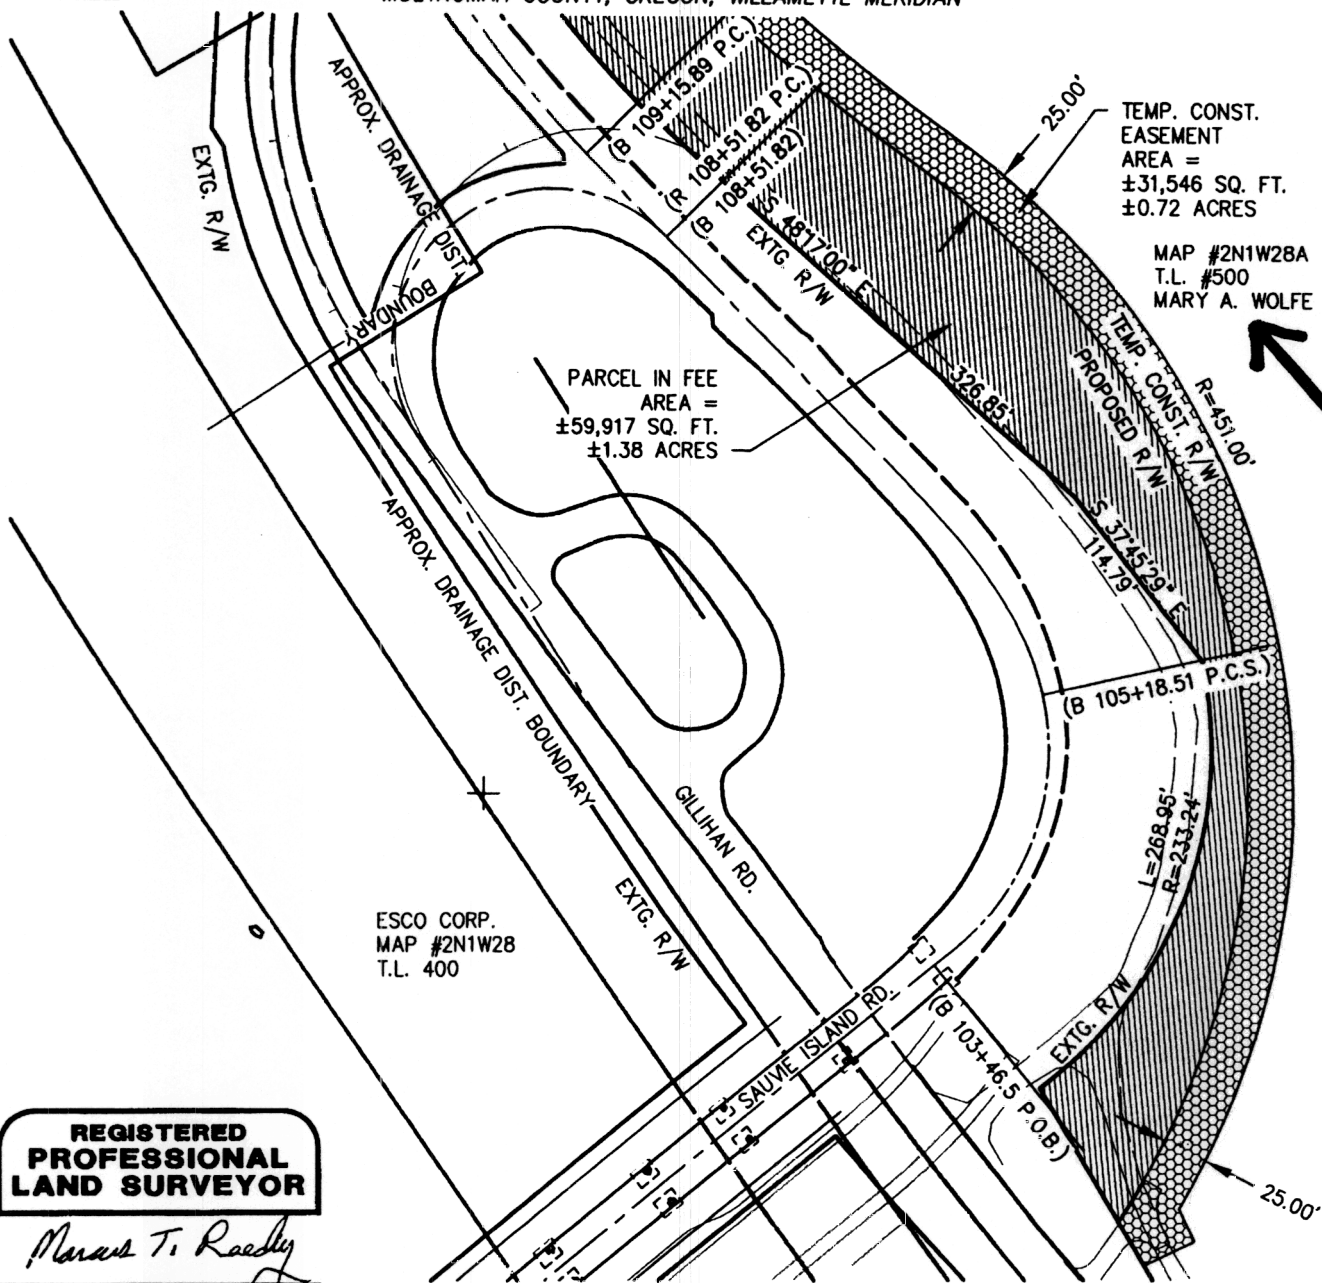 MULTNOMAH COUNTY, OREGON, WILLAMETTE MERIDIAN
APPROX. DRAINAGE DIST.
BOUNDARY
EXTG. R/W
(B 109+15.89 P.C.)
(R 108+51.82 P.C.)
(B 108+51.82)
25.00'
TEMP. CONST.
EASEMENT
AREA =
±31,546 SQ. FT.
±0.72 ACRES
MAP #2N1W28A
T.L. #500
MARY A. WOLFE
S 48°17'00" E
326.85'
EXTG. R/W
PARCEL IN FEE
AREA =
±59,917 SQ. FT.
±1.38 ACRES
TEMP. CONST. R/W
PROPOSED R/W
R=451.00'
S 37°45'29" E
114.79'
(B 105+18.51 P.C.S.)
APPROX. DRAINAGE DIST. BOUNDARY
GILLIHAN RD.
L=268.95'
R=233.24'
EXTG. R/W
ESCO CORP.
MAP #2N1W28
T.L. 400
SAUVIE ISLAND RD.
(B 103+46.5 P.O.B.)
EXTG. R/W
25.00'
REGISTERED
PROFESSIONAL
LAND SURVEYOR